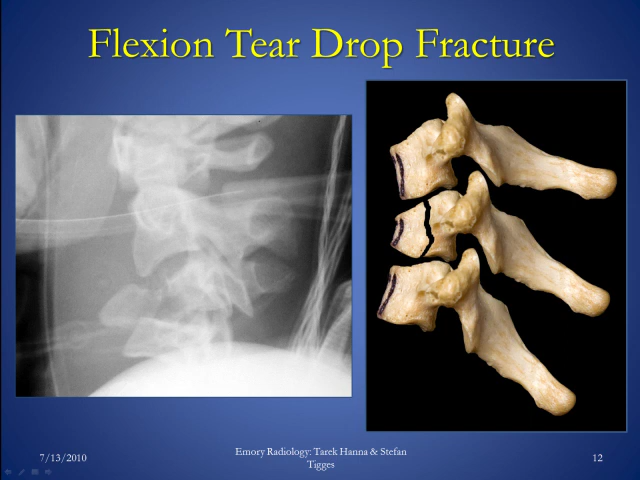 Flexion Tear Drop Fracture
7/13/2010
Emory Radiology: Tarek Hanna & Stefan
Tigges
12